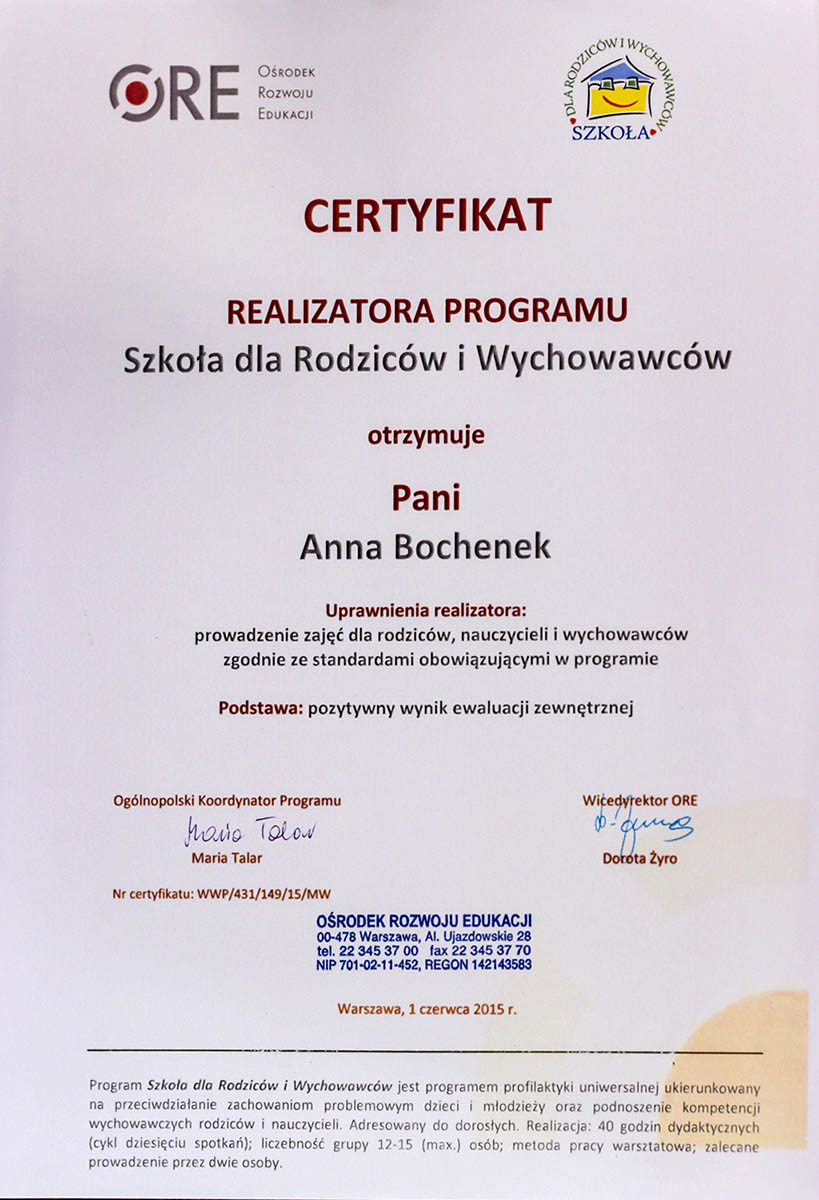 ORE
Ośrodek
Rozwoju
Edukacji
DLA RODZICÓW I WYCHOWAWCÓW
SZKOŁA
CERTYFIKAT
REALIZATORA PROGRAMU
Szkoła dla Rodziców i Wychowawców
otrzymuje
Pani
Anna Bochenek
Uprawnienia realizatora:
prowadzenie zajęć dla rodziców, nauczycieli i wychowawców
zgodnie ze standardami obowiązującymi w programie
Podstawa: pozytywny wynik ewaluacji zewnętrznej
Ogólnopolski Koordynator Programu
Maria Talar
Maria Talar
Wicedyrektor ORE
Dorota Żyro
Nr certyfikatu: WWP/431/149/15/MW
OŚRODEK ROZWOJU EDUKACJI
00-478 Warszawa, Al. Ujazdowskie 28
tel. 22 345 37 00 fax 22 345 37 70
NIP 701-02-11-452, REGON 142143583
Warszawa, 1 czerwca 2015 r.
Program Szkoła dla Rodziców i Wychowawców jest programem profilaktyki uniwersalnej ukierunkowany
na przeciwdziałanie zachowaniom problemowym dzieci i młodzieży oraz podnoszenie kompetencji
wychowawczych rodziców i nauczycieli. Adresowany do dorosłych. Realizacja: 40 godzin dydaktycznych
(cykl dziesięciu spotkań); liczebność grupy 12-15 (max.) osób; metoda pracy warsztatowa; zalecane
prowadzenie przez dwie osoby.